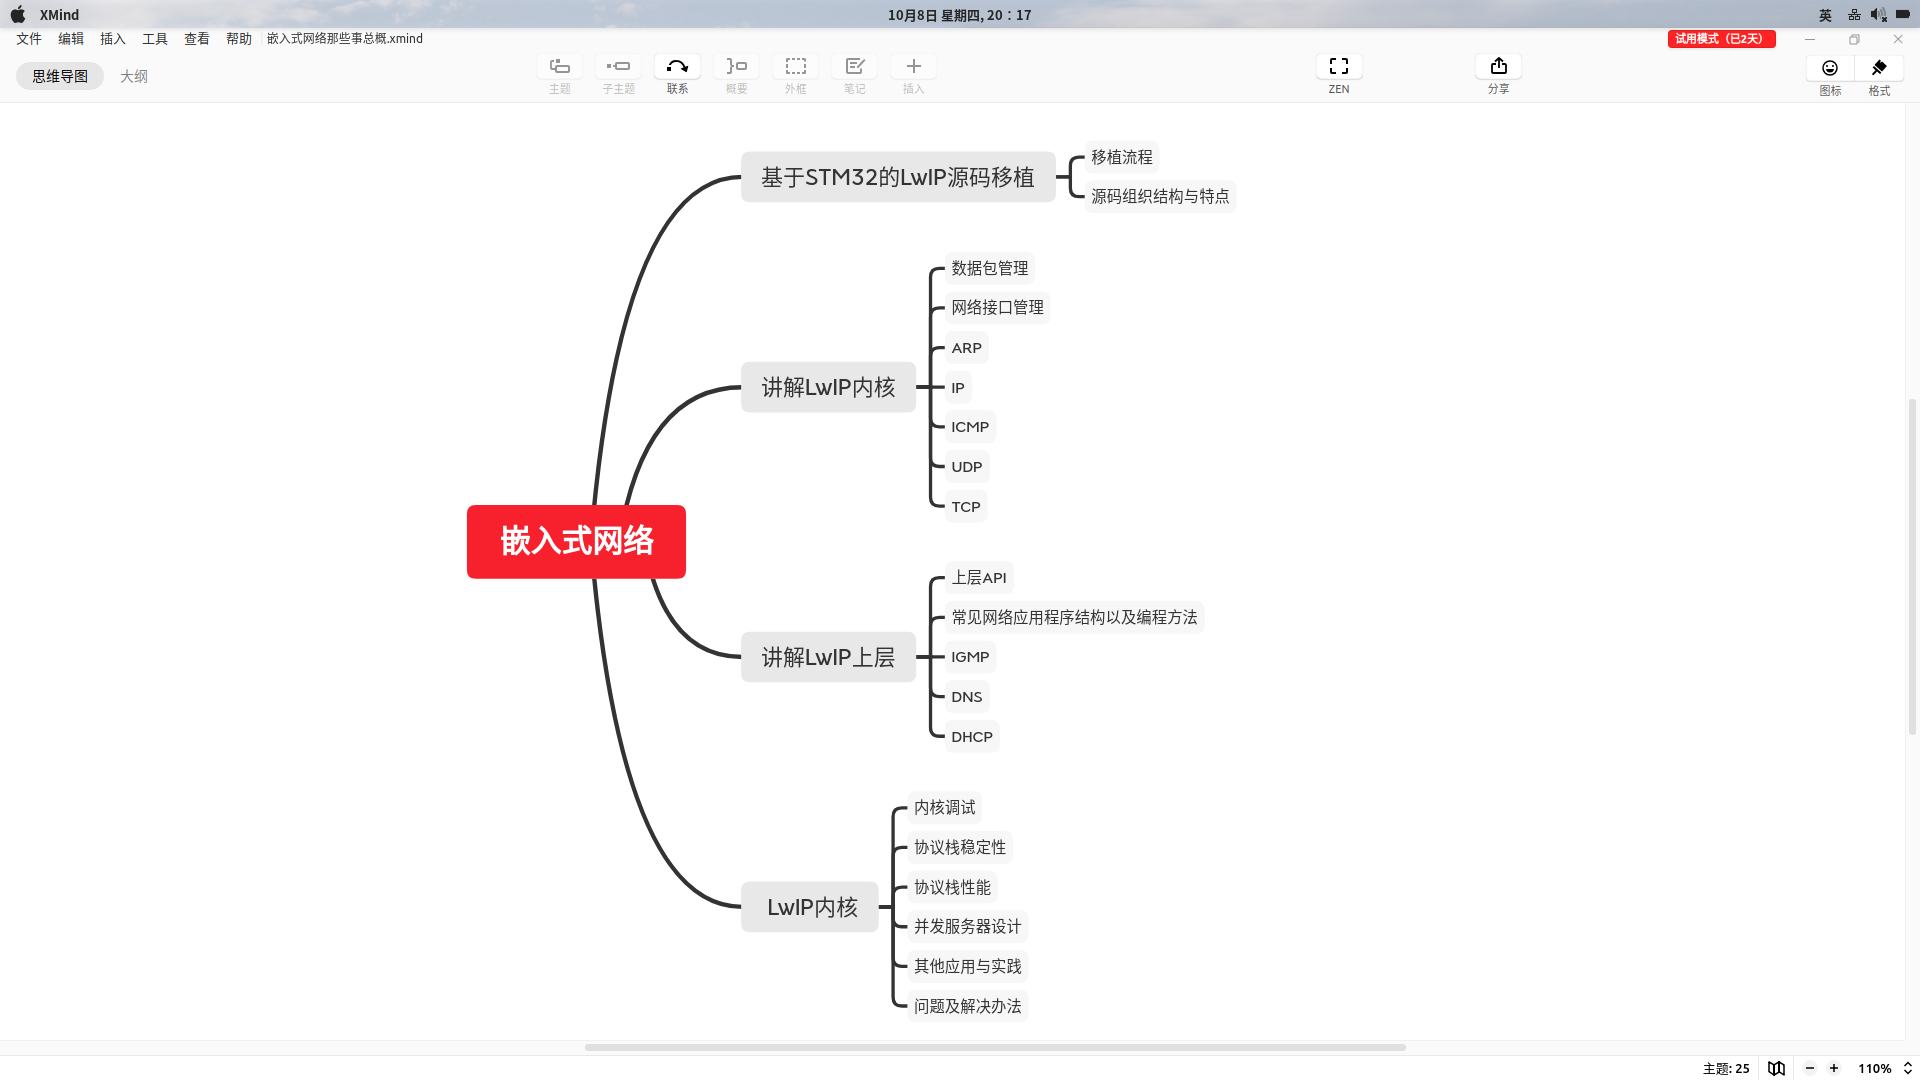 XMind
10月8日 星期四, 20：17
英
文件 编辑 插入 工具 查看 帮助 嵌入式网络那些事总概.xmind
试用模式（已2天）
思维导图 大纲
主题 子主题 联系 概要 外框 笔记 插入
ZEN
分享
图标 格式
嵌入式网络
基于STM32的LwIP源码移植
移植流程
源码组织结构与特点
讲解LwIP内核
数据包管理
网络接口管理
ARP
IP
ICMP
UDP
TCP
讲解LwIP上层
上层API
常见网络应用程序结构以及编程方法
IGMP
DNS
DHCP
LwIP内核
内核调试
协议栈稳定性
协议栈性能
并发服务器设计
其他应用与实践
问题及解决办法
主题: 25
110%